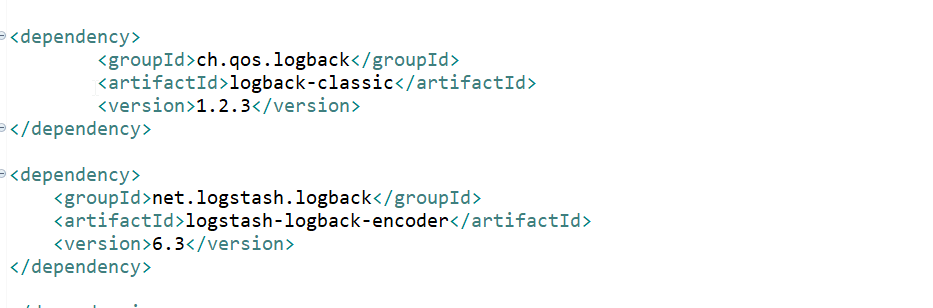 <dependency>
<groupId>ch.qos.logback</groupId>
<artifactId>logback-classic</artifactId>
<version>1.2.3</version>
</dependency>
<dependency>
<groupId>net.logstash.logback</groupId>
<artifactId>logstash-logback-encoder</artifactId>
<version>6.3</version>
</dependency>